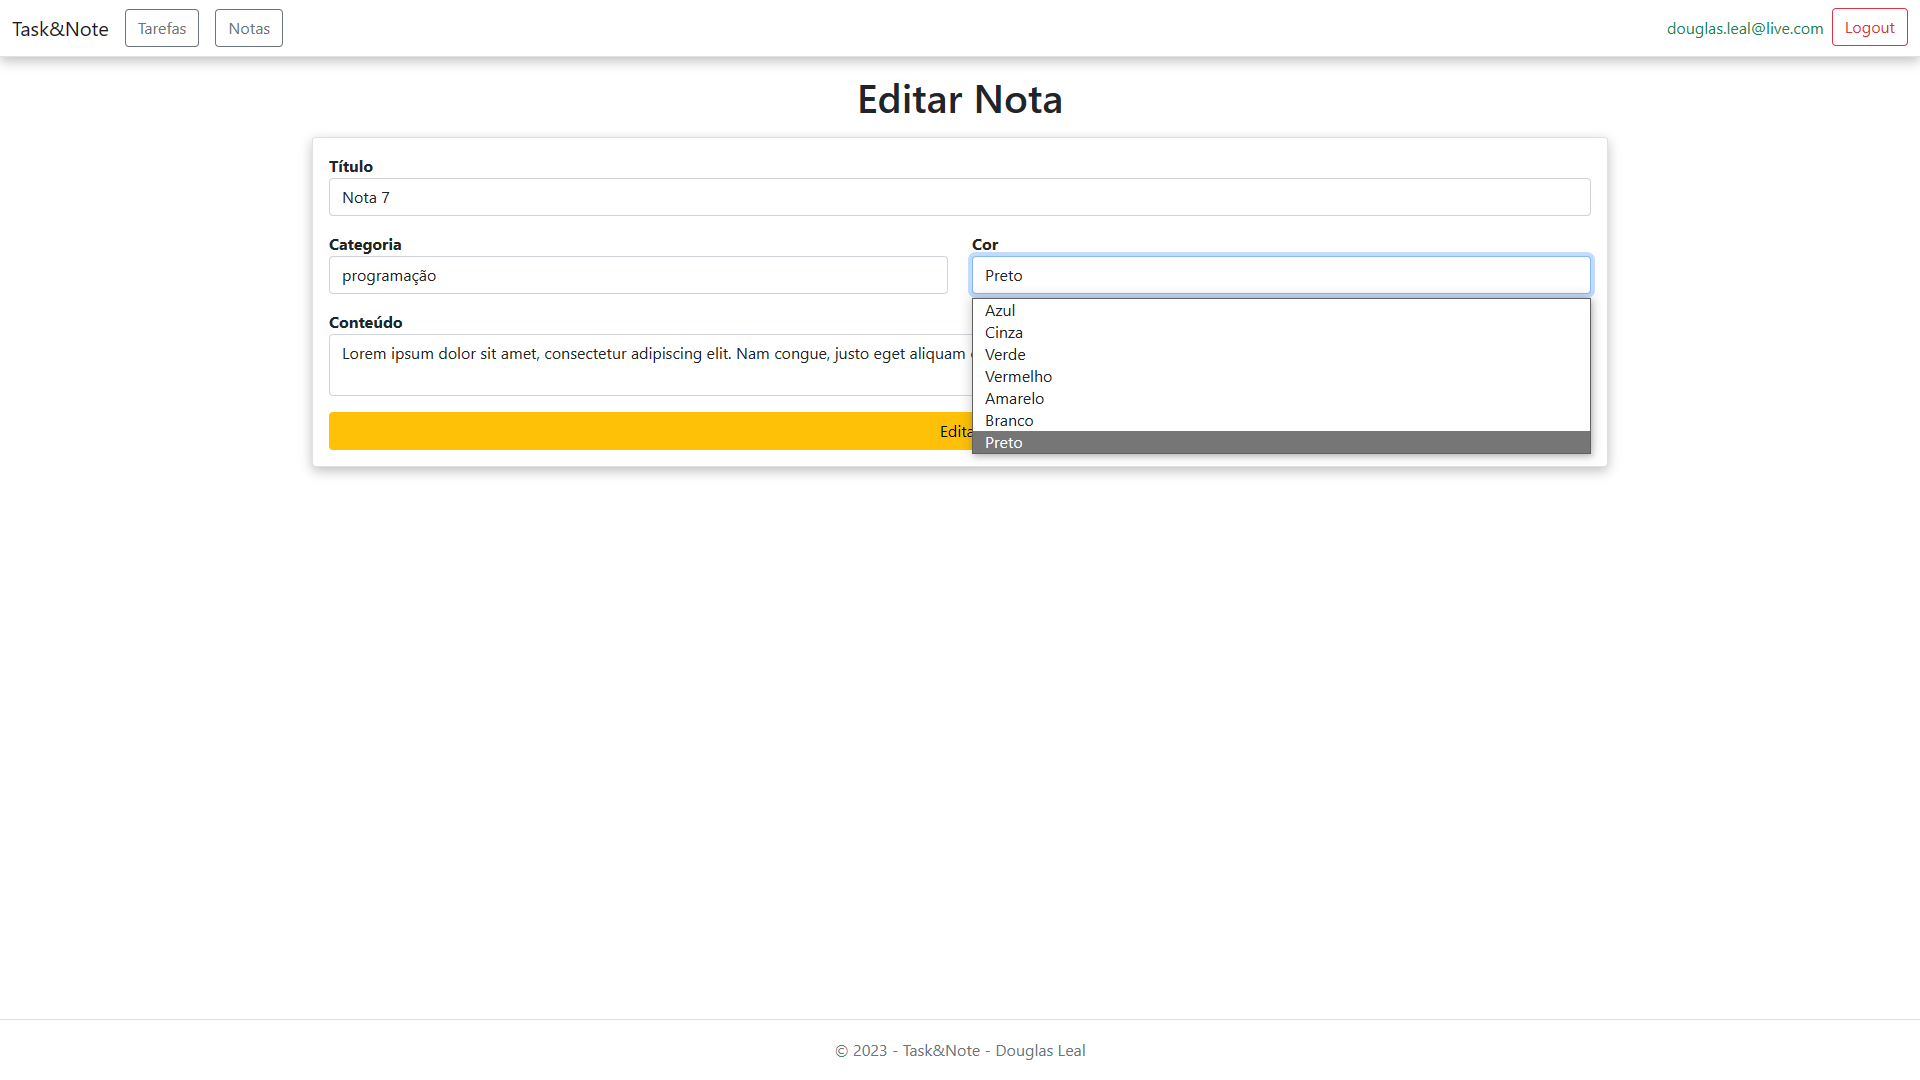 Task&Note Tarefas Notas douglas.leal@live.com Logout
Editar Nota
Título
Nota 7
Categoria
programação
Cor
Preto
Azul
Cinza
Verde
Vermelho
Amarelo
Branco
Preto
Conteúdo
Lorem ipsum dolor sit amet, consectetur adipiscing elit. Nam congue, justo eget aliquam
Edita
© 2023 - Task&Note - Douglas Leal